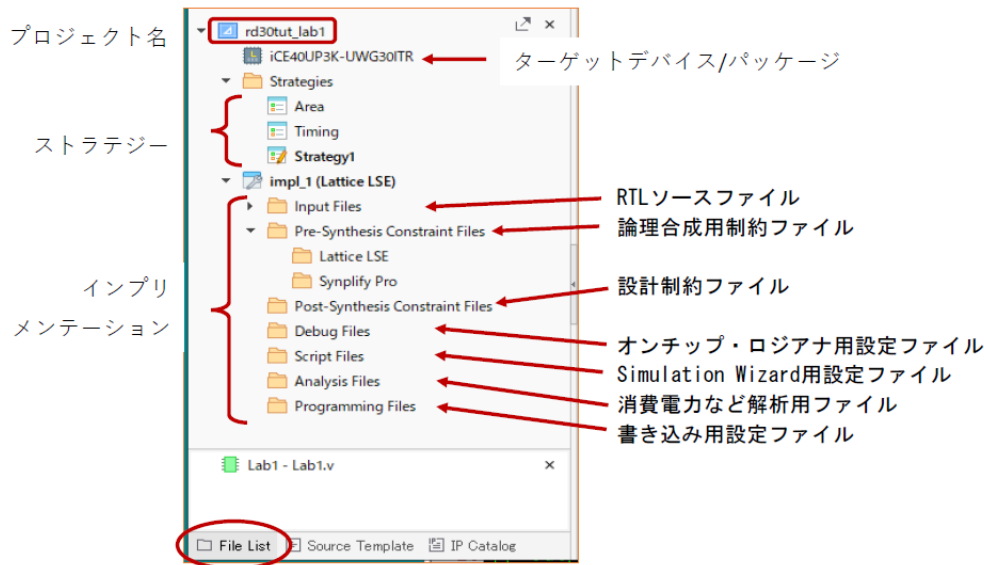 プロジェクト名
rd30tut_lab1
iCE40UP3K-UWG30ITR
ターゲットデバイス/パッケージ
Strategies
ストラテジー
Area
Timing
Strategy1
impl_1 (Lattice LSE)
インプリ
メンテーション
Input Files
RTLソースファイル
Pre-Synthesis Constraint Files
論理合成用制約ファイル
Lattice LSE
Synplify Pro
Post-Synthesis Constraint Files
設計制約ファイル
Debug Files
オンチップ・ロジアナ用設定ファイル
Script Files
Simulation Wizard用設定ファイル
Analysis Files
消費電力など解析用ファイル
Programming Files
書き込み用設定ファイル
Lab1 - Lab1.v
File List Source Template IP Catalog